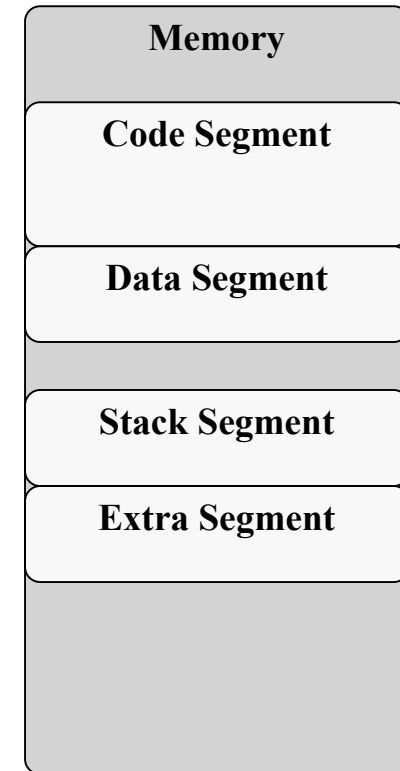 Memory
Code Segment
Data Segment
Stack Segment
Extra Segment